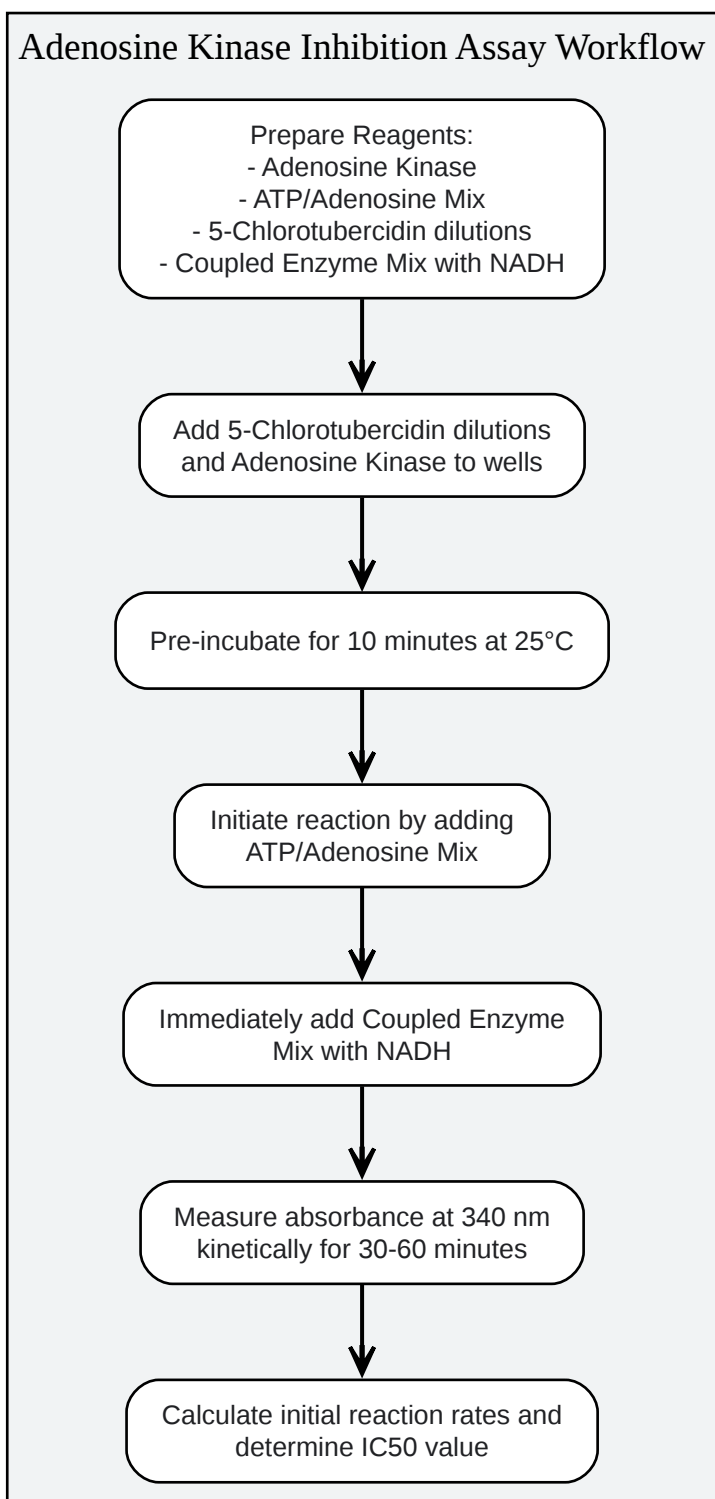 Adenosine Kinase Inhibition Assay Workflow
Prepare Reagents:
- Adenosine Kinase
- ATP/Adenosine Mix
- 5-Chlorotubercidin dilutions
- Coupled Enzyme Mix with NADH
Add 5-Chlorotubercidin dilutions
and Adenosine Kinase to wells
Pre-incubate for 10 minutes at 25°C
Initiate reaction by adding
ATP/Adenosine Mix
Immediately add Coupled Enzyme
Mix with NADH
Measure absorbance at 340 nm
kinetically for 30-60 minutes
Calculate initial reaction rates and
determine IC50 value